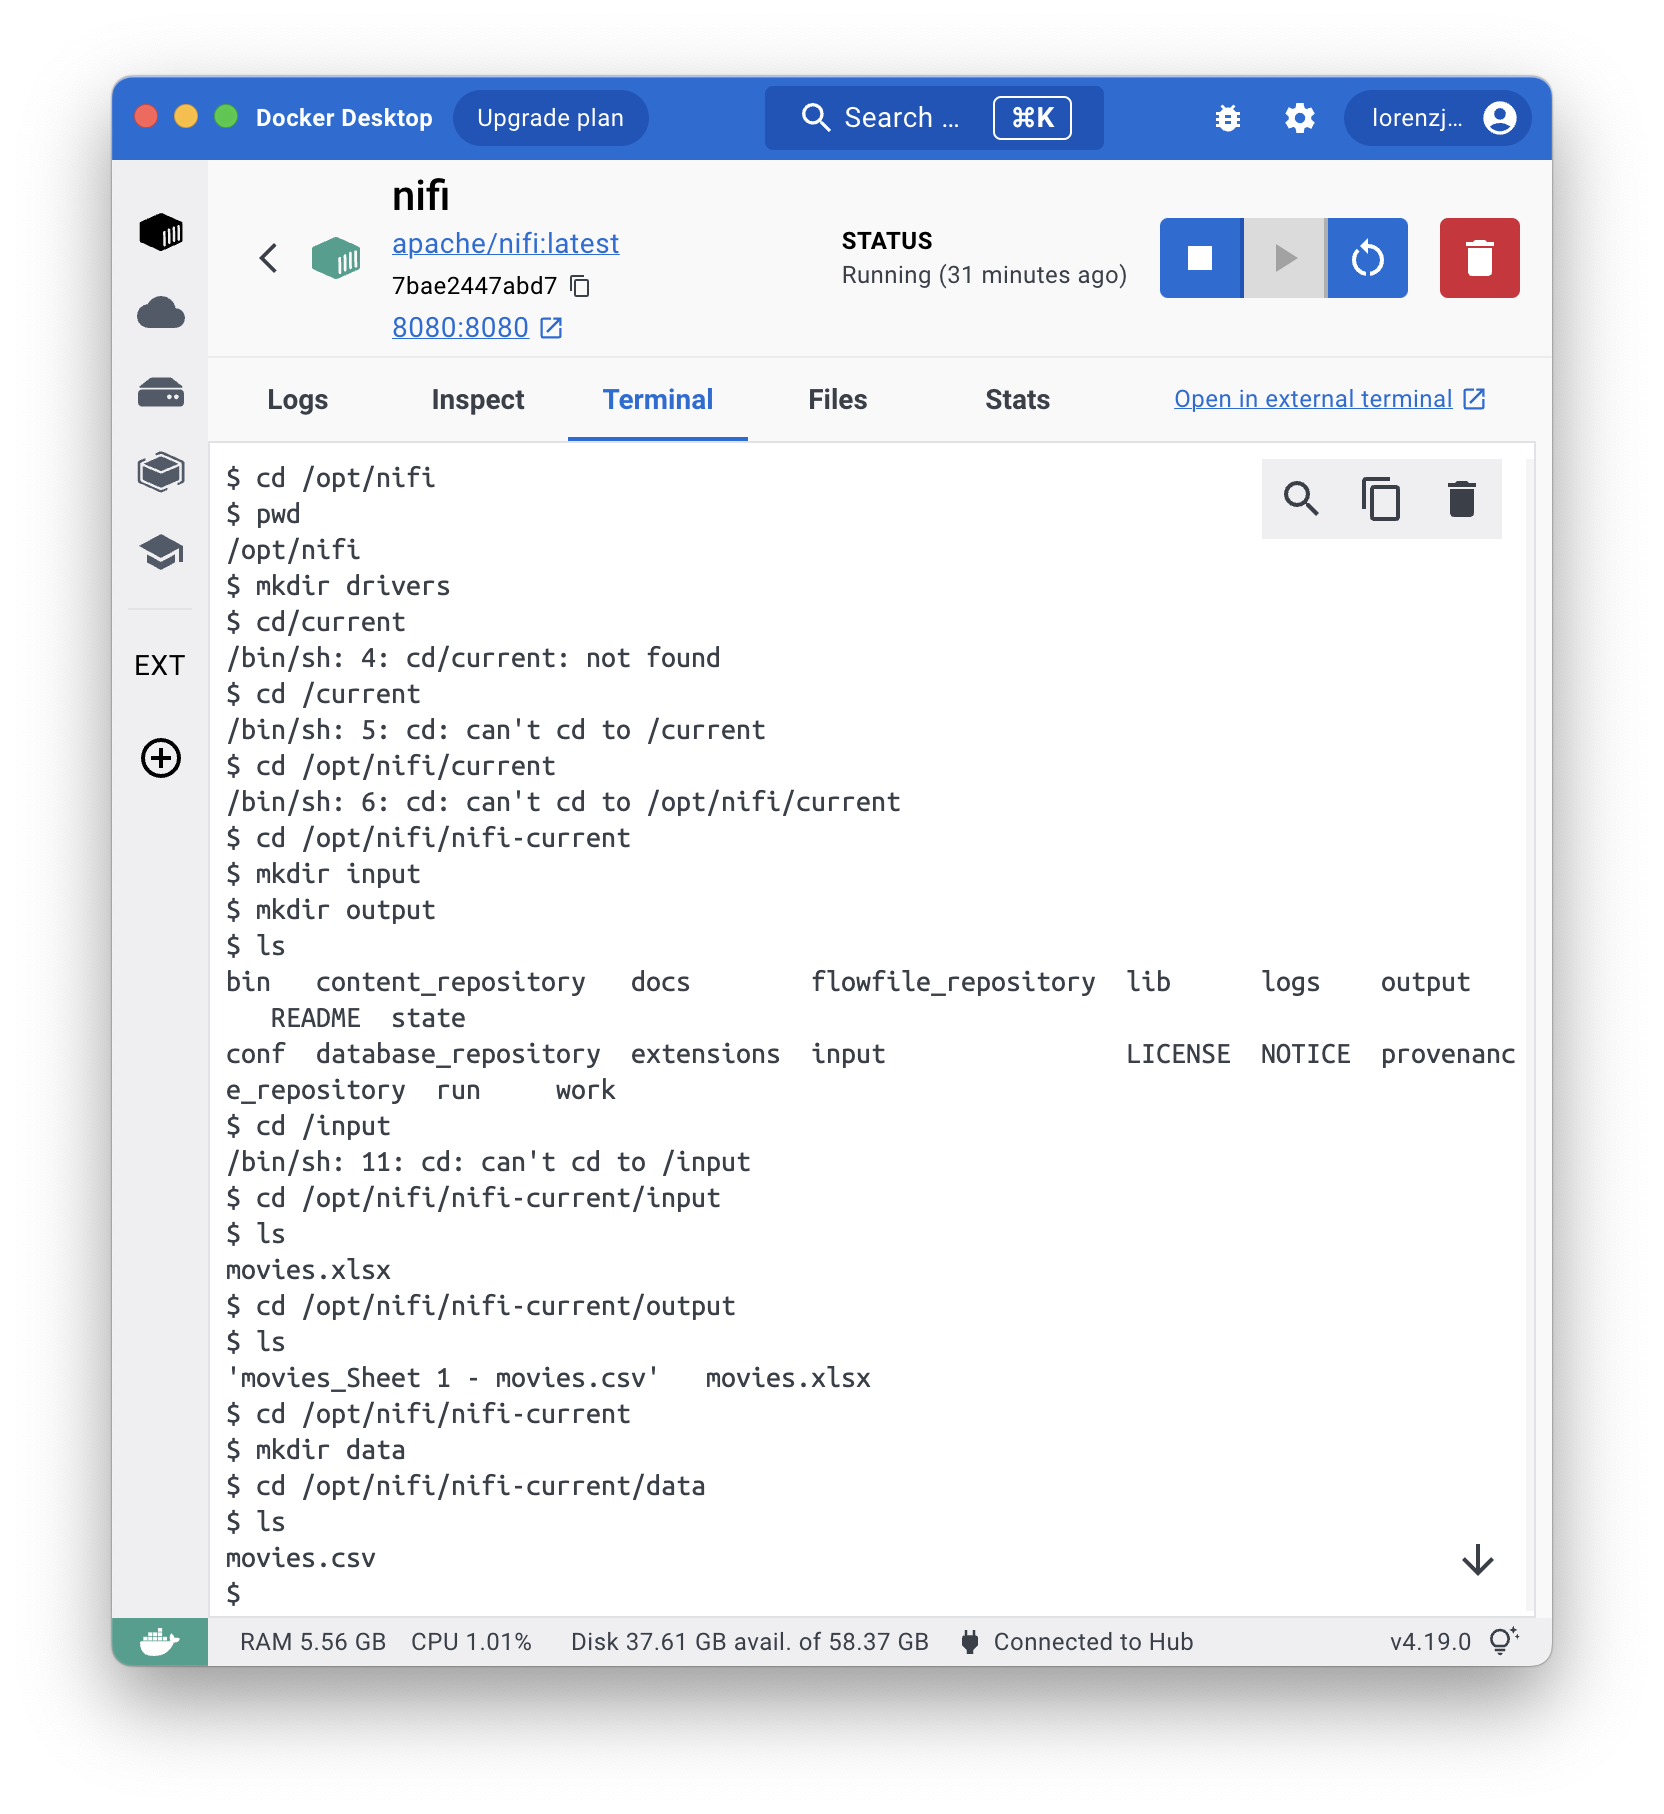 Docker Desktop
Upgrade plan
Search ...
⌘K
lorenzj...
nifi
apache/nifi:latest
7bae2447abd7
8080:8080
STATUS
Running (31 minutes ago)
Logs
Inspect
Terminal
Files
Stats
Open in external terminal
EXT
$ cd /opt/nifi
$ pwd
/opt/nifi
$ mkdir drivers
$ cd/current
/bin/sh: 4: cd/current: not found
$ cd /current
/bin/sh: 5: cd: can't cd to /current
$ cd /opt/nifi/current
/bin/sh: 6: cd: can't cd to /opt/nifi/current
$ cd /opt/nifi/nifi-current
$ mkdir input
$ mkdir output
$ ls
bin   content_repository   docs        flowfile_repository  lib      logs    output
   README  state
conf  database_repository  extensions  input                LICENSE  NOTICE  provenanc
e_repository  run     work
$ cd /input
/bin/sh: 11: cd: can't cd to /input
$ cd /opt/nifi/nifi-current/input
$ ls
movies.xlsx
$ cd /opt/nifi/nifi-current/output
$ ls
'movies_Sheet 1 - movies.csv'   movies.xlsx
$ cd /opt/nifi/nifi-current
$ mkdir data
$ cd /opt/nifi/nifi-current/data
$ ls
movies.csv
$
RAM 5.56 GB
CPU 1.01%
Disk 37.61 GB avail. of 58.37 GB
Connected to Hub
v4.19.0